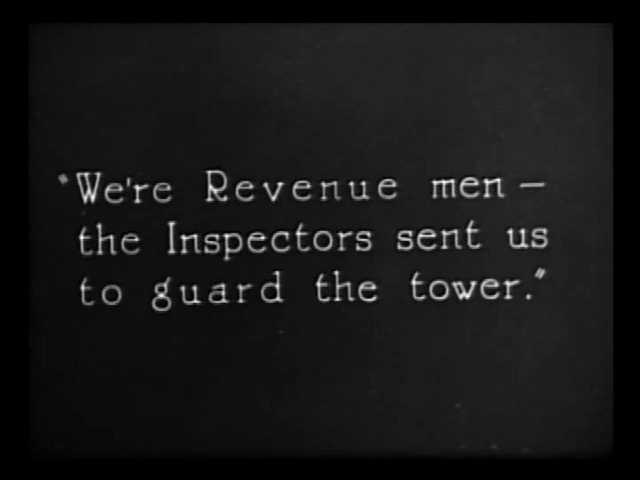 "We're Revenue men —
the Inspectors sent us
to guard the tower."